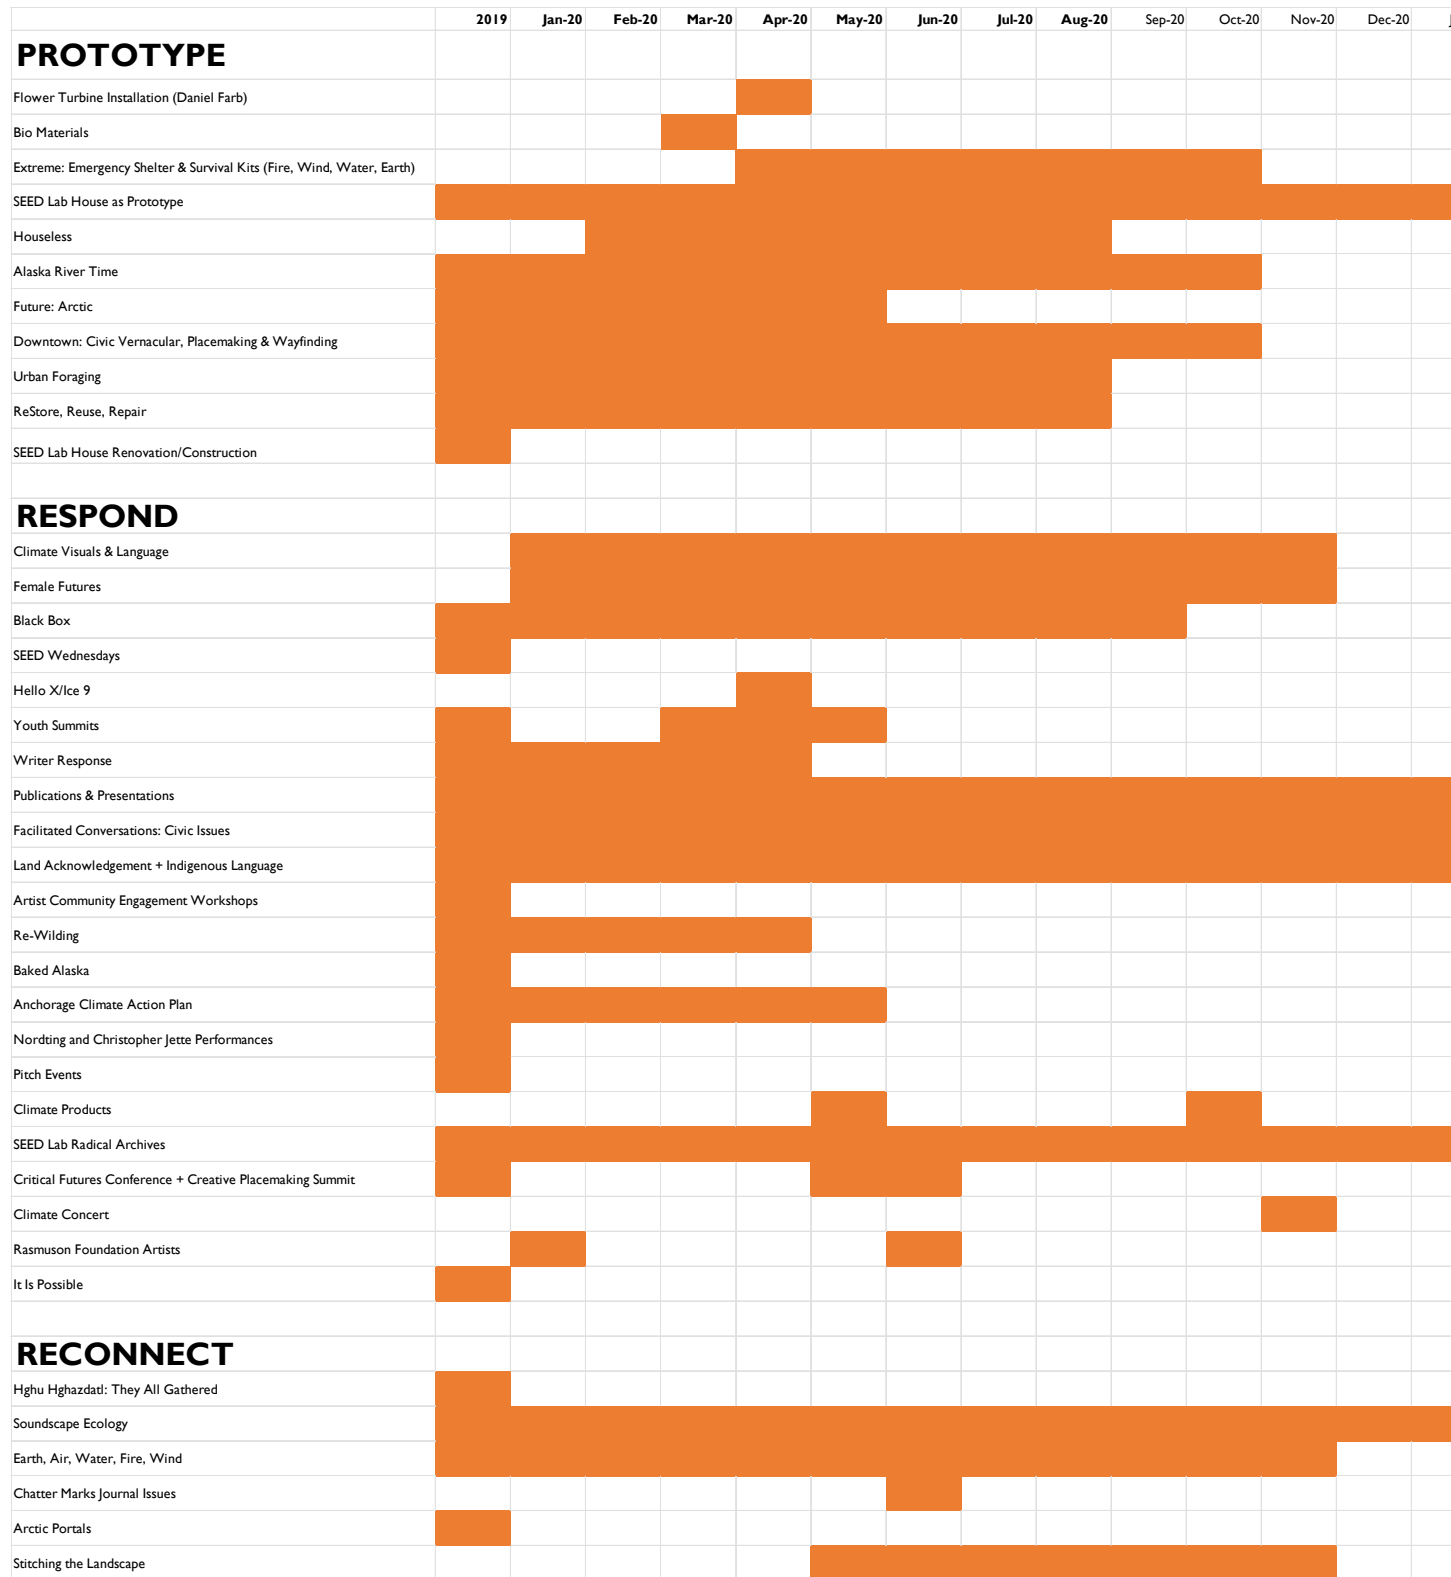 2019 Jan-20 Feb-20 Mar-20 Apr-20 May-20 Jun-20 Jul-20 Aug-20 Sep-20 Oct-20 Nov-20 Dec-20
PROTOTYPE
Flower Turbine Installation (Daniel Farb)
Bio Materials
Extreme: Emergency Shelter & Survival Kits (Fire, Wind, Water, Earth)
SEED Lab House as Prototype
Houseless
Alaska River Time
Future: Arctic
Downtown: Civic Vernacular, Placemaking & Wayfinding
Urban Foraging
ReStore, Reuse, Repair
SEED Lab House Renovation/Construction
RESPOND
Climate Visuals & Language
Female Futures
Black Box
SEED Wednesdays
Hello X/Ice 9
Youth Summits
Writer Response
Publications & Presentations
Facilitated Conversations: Civic Issues
Land Acknowledgement + Indigenous Language
Artist Community Engagement Workshops
Re-Wilding
Baked Alaska
Anchorage Climate Action Plan
Nordting and Christopher Jette Performances
Pitch Events
Climate Products
SEED Lab Radical Archives
Critical Futures Conference + Creative Placemaking Summit
Climate Concert
Rasmuson Foundation Artists
It Is Possible
RECONNECT
Hghu Hghazdatl: They All Gathered
Soundscape Ecology
Earth, Air, Water, Fire, Wind
Chatter Marks Journal Issues
Arctic Portals
Stitching the Landscape